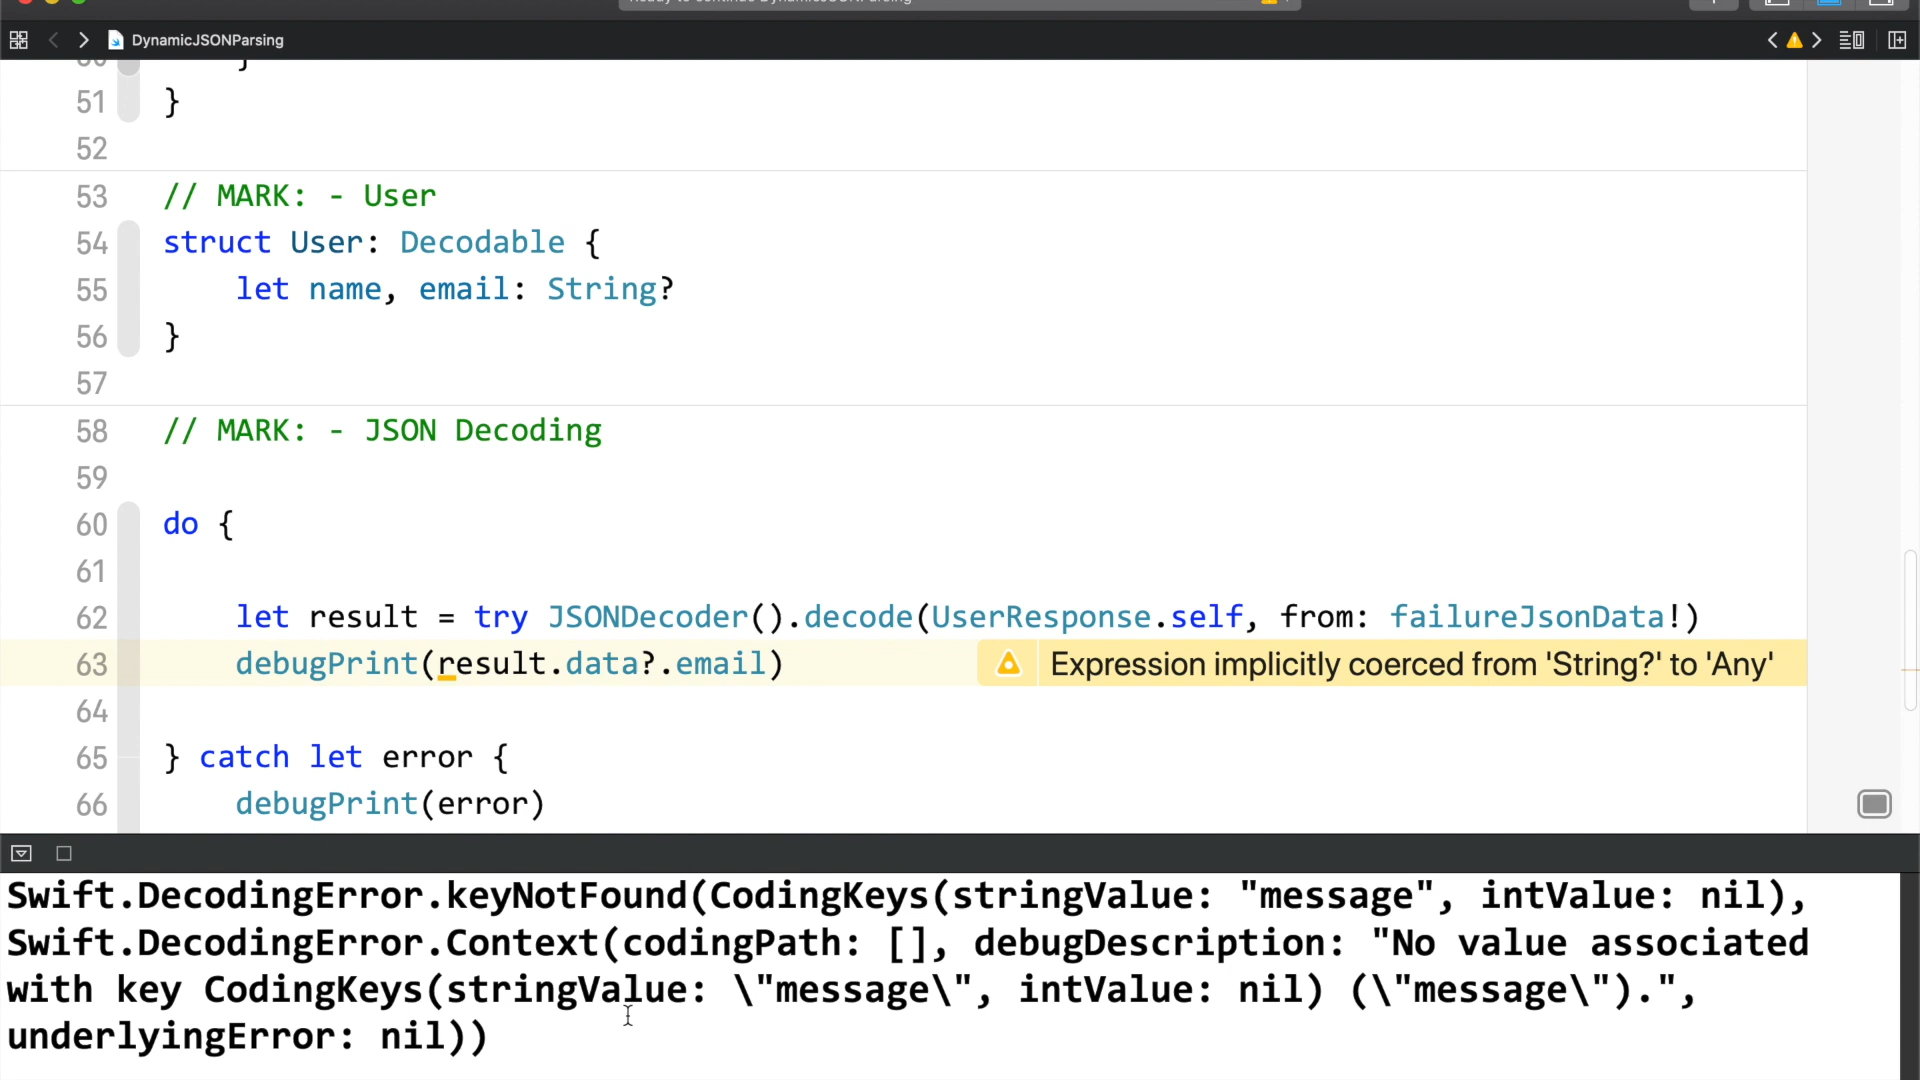 DynamicJSONParsing
51 }
52
53 // MARK: - User
54 struct User: Decodable {
55 let name, email: String?
56 }
57
58 // MARK: - JSON Decoding
59
60 do {
61
62 let result = try JSONDecoder().decode(UserResponse.self, from: failureJsonData!)
63 debugPrint(result.data?.email) Expression implicitly coerced from 'String?' to 'Any'
64
65 } catch let error {
66 debugPrint(error)
Swift.DecodingError.keyNotFound(CodingKeys(stringValue: "message", intValue: nil),
Swift.DecodingError.Context(codingPath: [], debugDescription: "No value associated
with key CodingKeys(stringValue: \"message\", intValue: nil) (\"message\").",
underlyingError: nil))